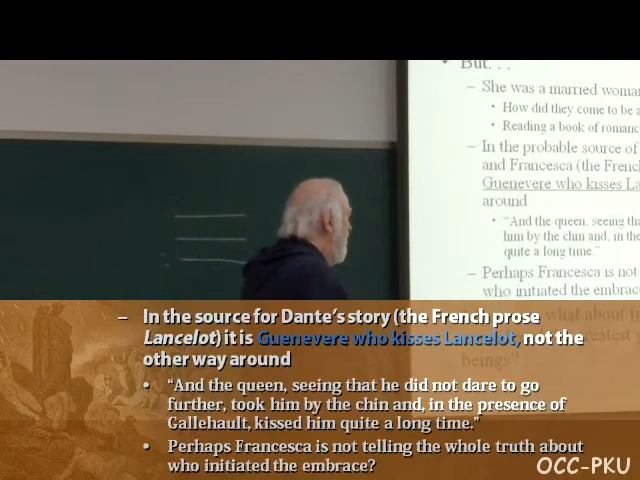 But. . .
– She was a married woma
• How did they come to be a
• Reading a book of romanc
– In the probable source of
and Francesca (the Frenc
Guenevere who kisses La
around
• "And the queen, seeing tha
him by the chin and, in the
quite a long time."
– Perhaps Francesca is not
who initiated the embrac
what about
beings?
– In the source for Dante's story (the French prose
Lancelot) it is Guenevere who kisses Lancelot, not the
other way around
• "And the queen, seeing that he did not dare to go
further, took him by the chin and, in the presence of
Gallehault, kissed him quite a long time."
• Perhaps Francesca is not telling the whole truth about
who initiated the embrace?
OCC-PKU